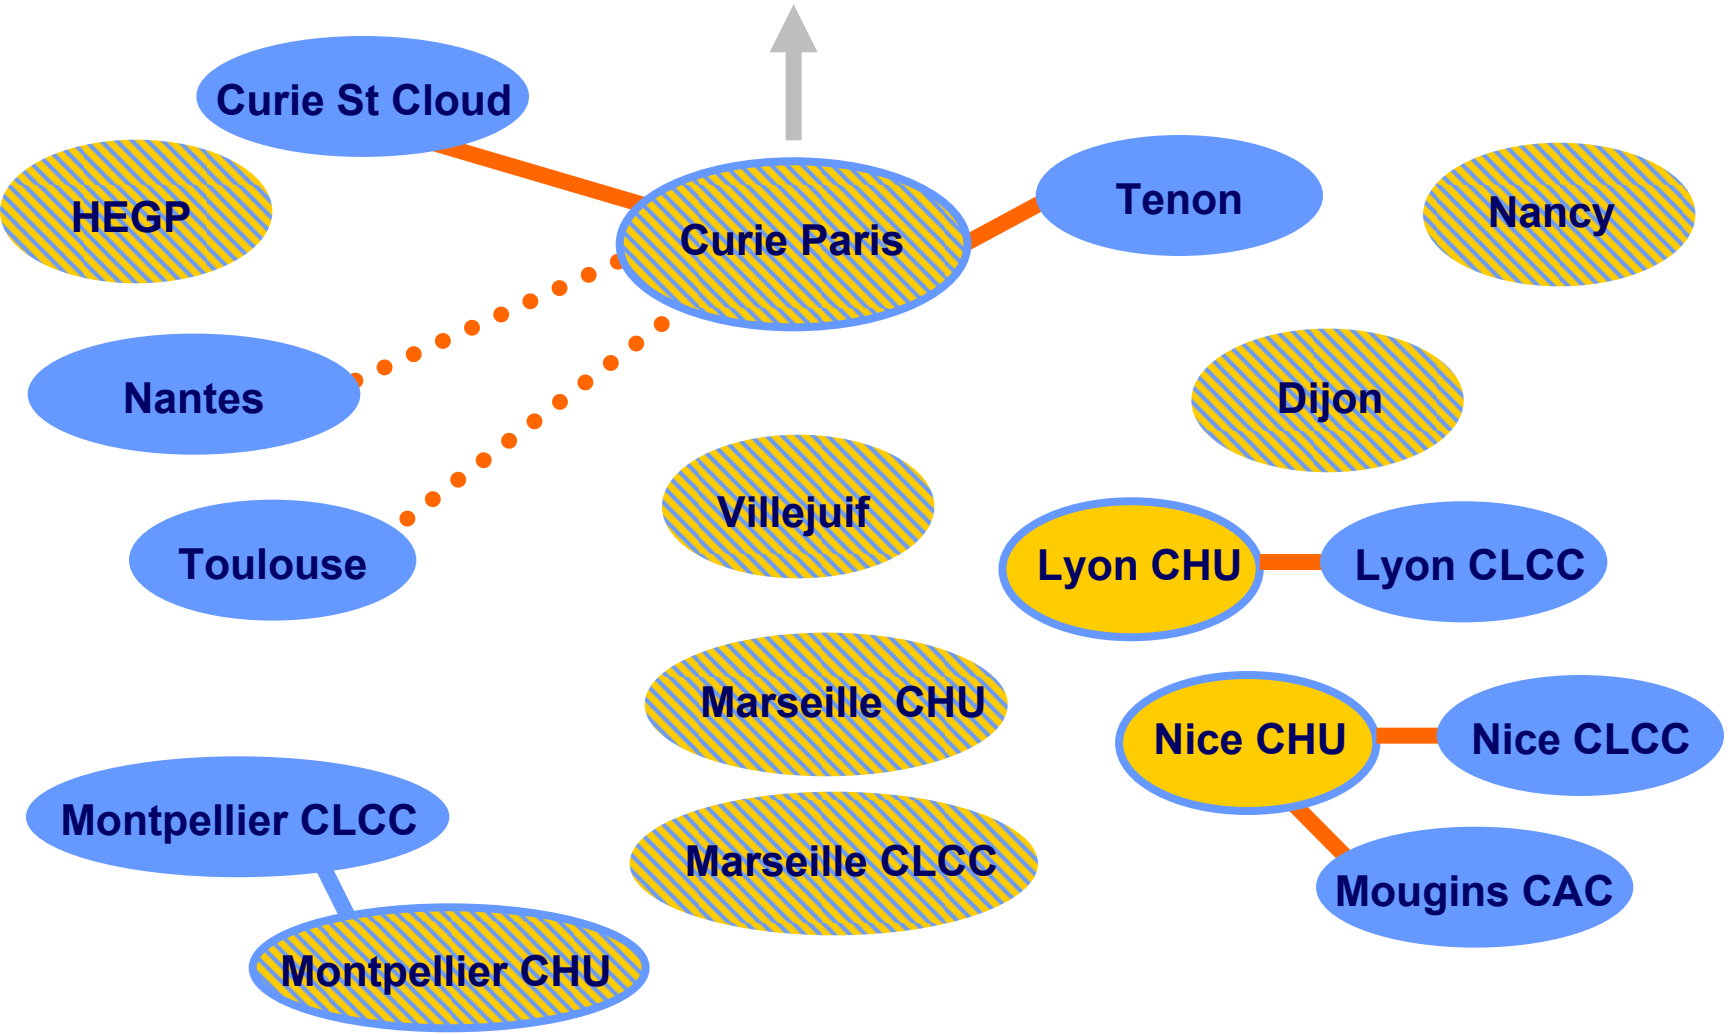 Curie St Cloud
HEGP
Curie Paris
Tenon
Nancy
Nantes
Dijon
Villejuif
Toulouse
Lyon CHU
Lyon CLCC
Marseille CHU
Nice CHU
Nice CLCC
Montpellier CLCC
Marseille CLCC
Mougins CAC
Montpellier CHU